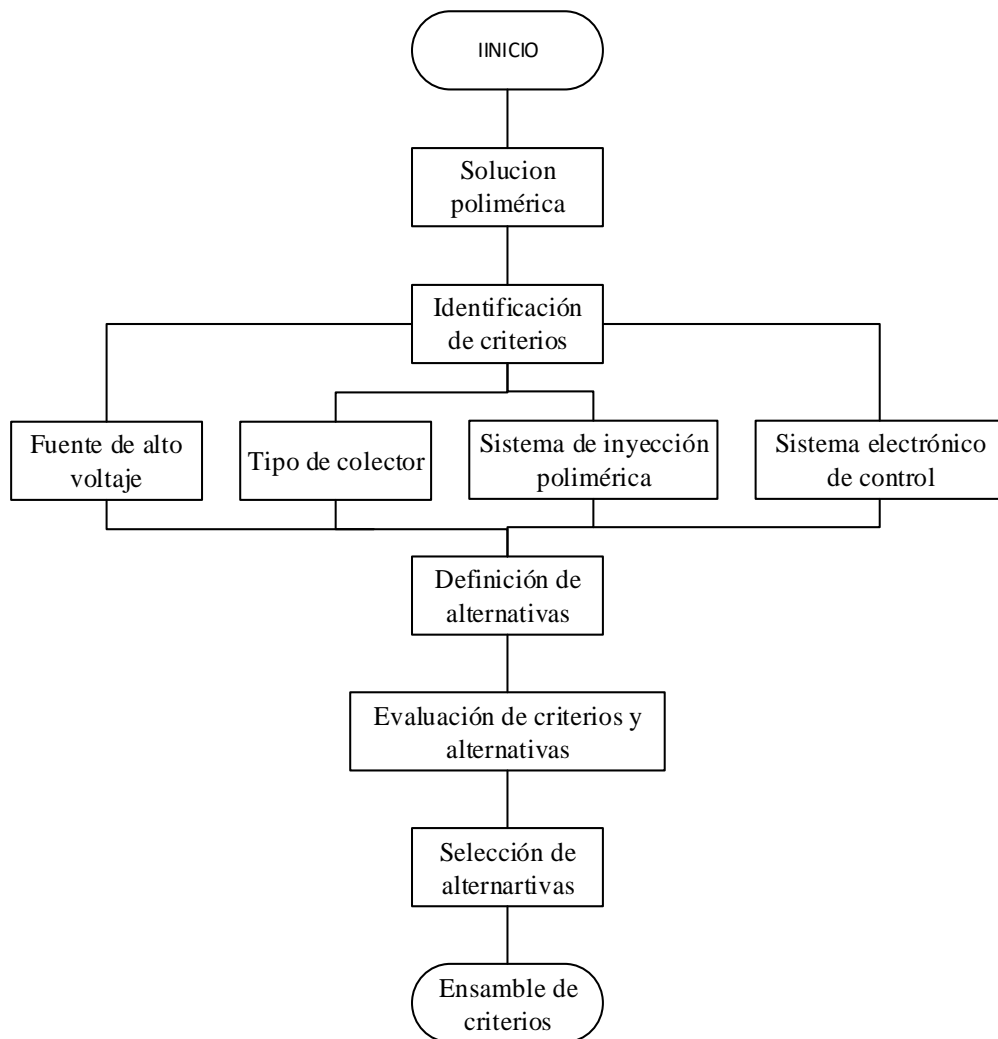 IINICIO
Solucion
polimérica
Identificación
de criterios
Fuente de alto
voltaje
Tipo de colector
Sistema de inyección
polimérica
Sistema electrónico
de control
Definición de
alternativas
Evaluación de criterios y
alternativas
Selección de
alternartivas
Ensamble de
criterios